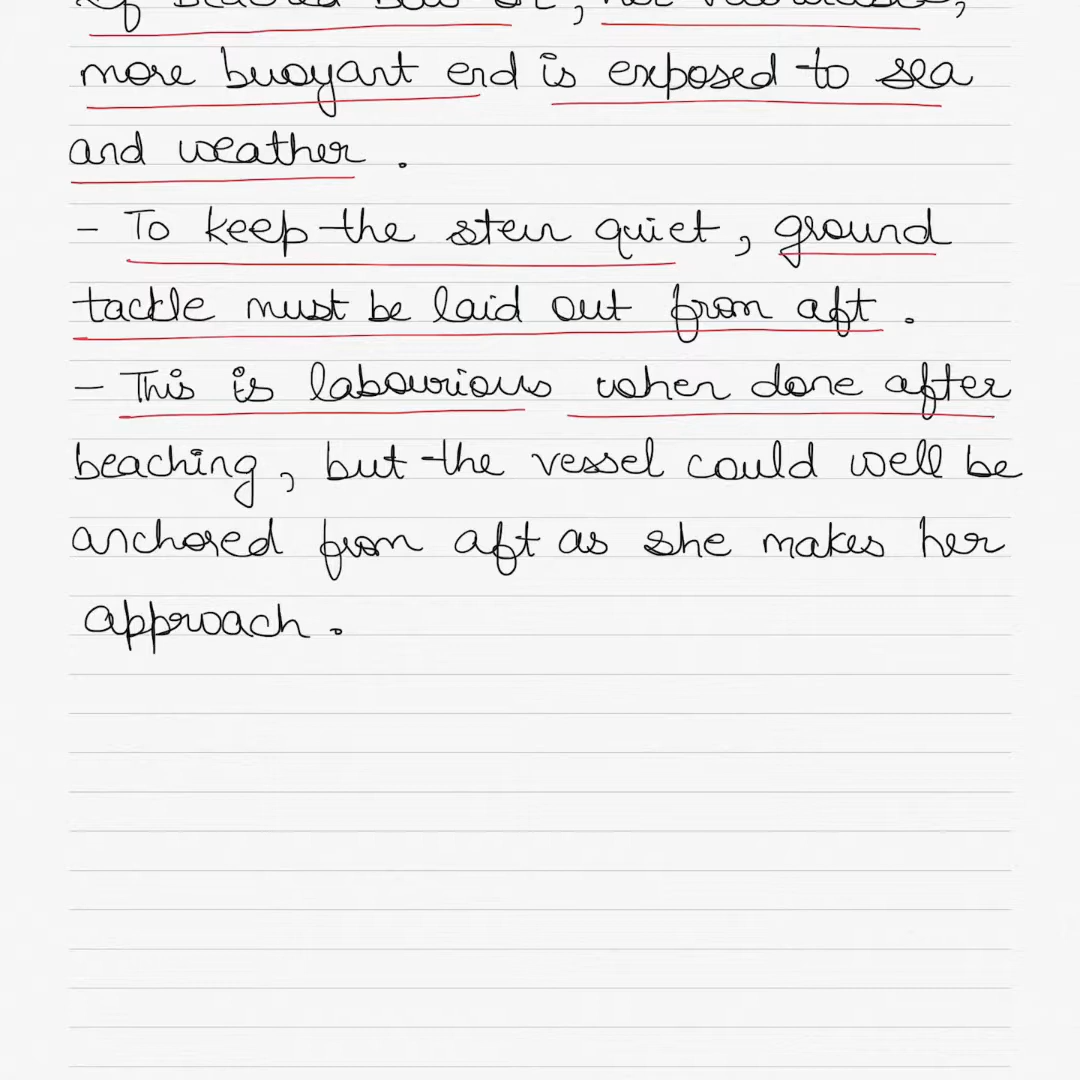 more buoyant end is exposed to sea
and weather .
- To keep the stern quiet, ground
tackle must be laid out from aft .
- This is labourious when done after
beaching, but the vessel could well be
anchored from aft as she makes her
approach .